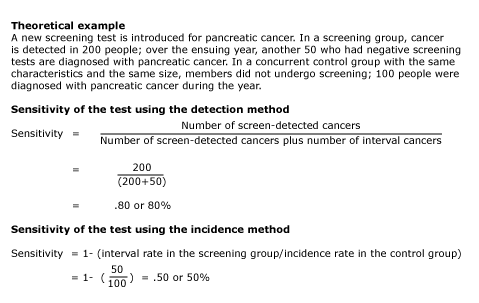 Theoretical example
A new screening test is introduced for pancreatic cancer. In a screening group, cancer
is detected in 200 people; over the ensuing year, another 50 who had negative screening
tests are diagnosed with pancreatic cancer. In a concurrent control group with the same
characteristics and the same size, members did not undergo screening; 100 people were
diagnosed with pancreatic cancer during the year.
Sensitivity of the test using the detection method
Number of screen-detected cancers
Sensitivity =
Number of screen-detected cancers plus number of interval cancers
200
=
(200+50)
= .80 or 80%
Sensitivity of the test using the incidence method
Sensitivity = 1- (interval rate in the screening group/incidence rate in the control group)
50
= 1- ( ) = .50 or 50%
100